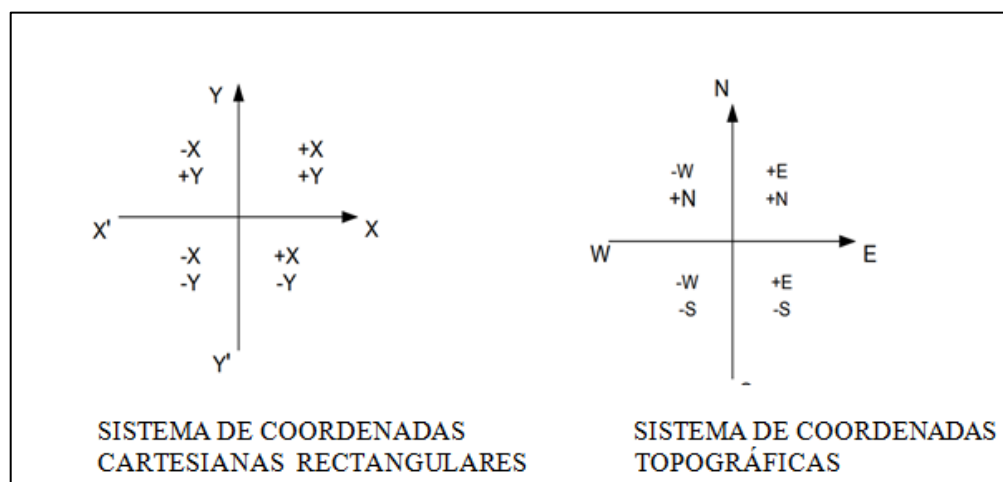 Y
-X +X
+Y +Y
X' X
-X +X
-Y -Y
Y'
SISTEMA DE COORDENADAS
CARTESIANAS RECTANGULARES
N
-W +E
+N +N
W E
-W +E
-S -S
SISTEMA DE COORDENADAS
TOPOGRÁFICAS